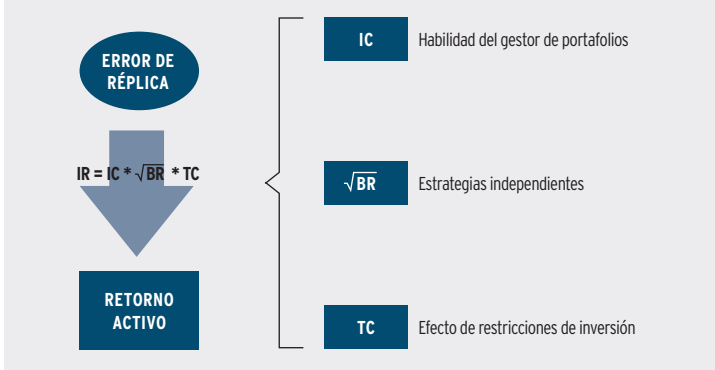 ERROR DE
RÉPLICA
IR = IC * √BR * TC
RETORNO
ACTIVO
IC Habilidad del gestor de portafolios
√BR Estrategias independientes
TC Efecto de restricciones de inversión